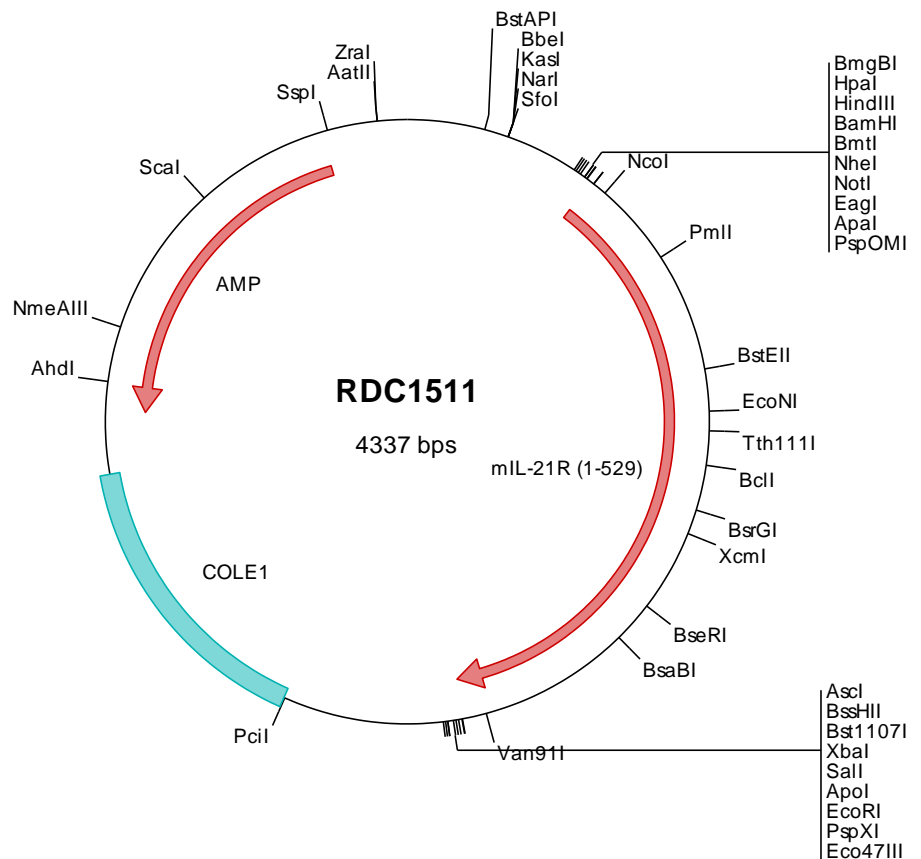 BstAPI
BbeI
KasI
NarI
SfoI
ZraI
AatII
SspI
ScaI
NmeAIII
AhdI
AMP
BmgBI
HpaI
HindIII
BamHI
BmtI
NheI
NotI
EagI
ApaI
PspOMI
NcoI
PmlI
BstEII
EcoNI
Tth111I
BclI
BsrGI
XcmI
BseRI
BsaBI
RDC1511
4337 bps
mIL-21R (1-529)
COLE1
PciI
Van91I
AscI
BssHII
Bst1107I
XbaI
SalI
ApoI
EcoRI
PspXI
Eco47III